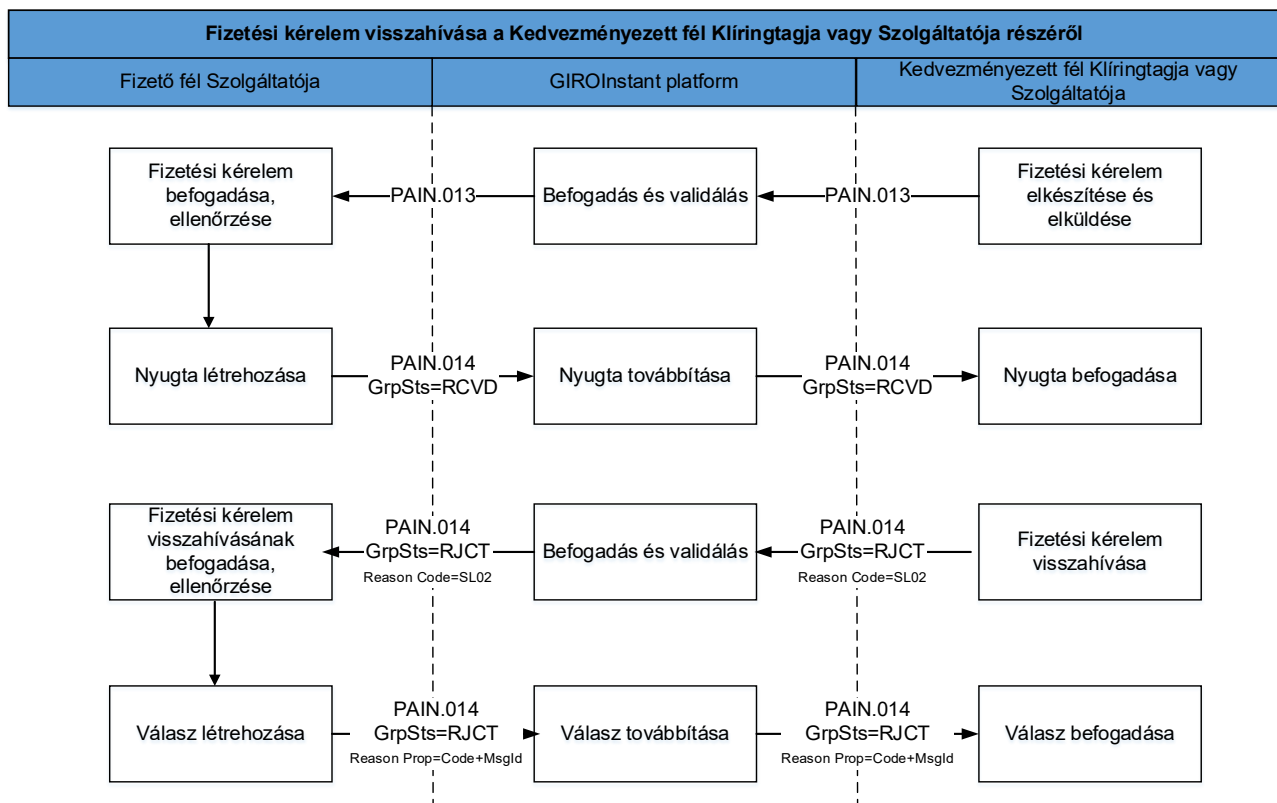 Fizetési kérelem visszahívása a Kedvezményezett fél Klíringtagja vagy Szolgáltatója részéről
Fizető fél Szolgáltatója
GIROInstant platform
Kedvezményezett fél Klíringtagja vagy
Szolgáltatója
Fizetési kérelem
befogadása,
ellenőrzése
PAIN.013
Befogadás és validálás
PAIN.013
Fizetési kérelem
elkészítése és
elküldése
Nyugta létrehozása
PAIN.014
GrpSts=RCVD
Nyugta továbbítása
PAIN.014
GrpSts=RCVD
Nyugta befogadása
Fizetési kérelem
visszahívásának
befogadása,
ellenőrzése
PAIN.014
GrpSts=RJCT
Reason Code=SL02
Befogadás és validálás
PAIN.014
GrpSts=RJCT
Reason Code=SL02
Fizetési kérelem
visszahívása
Válasz létrehozása
PAIN.014
GrpSts=RJCT
Reason Prop=Code+MsgId
Válasz továbbítása
PAIN.014
GrpSts=RJCT
Reason Prop=Code+MsgId
Válasz befogadása